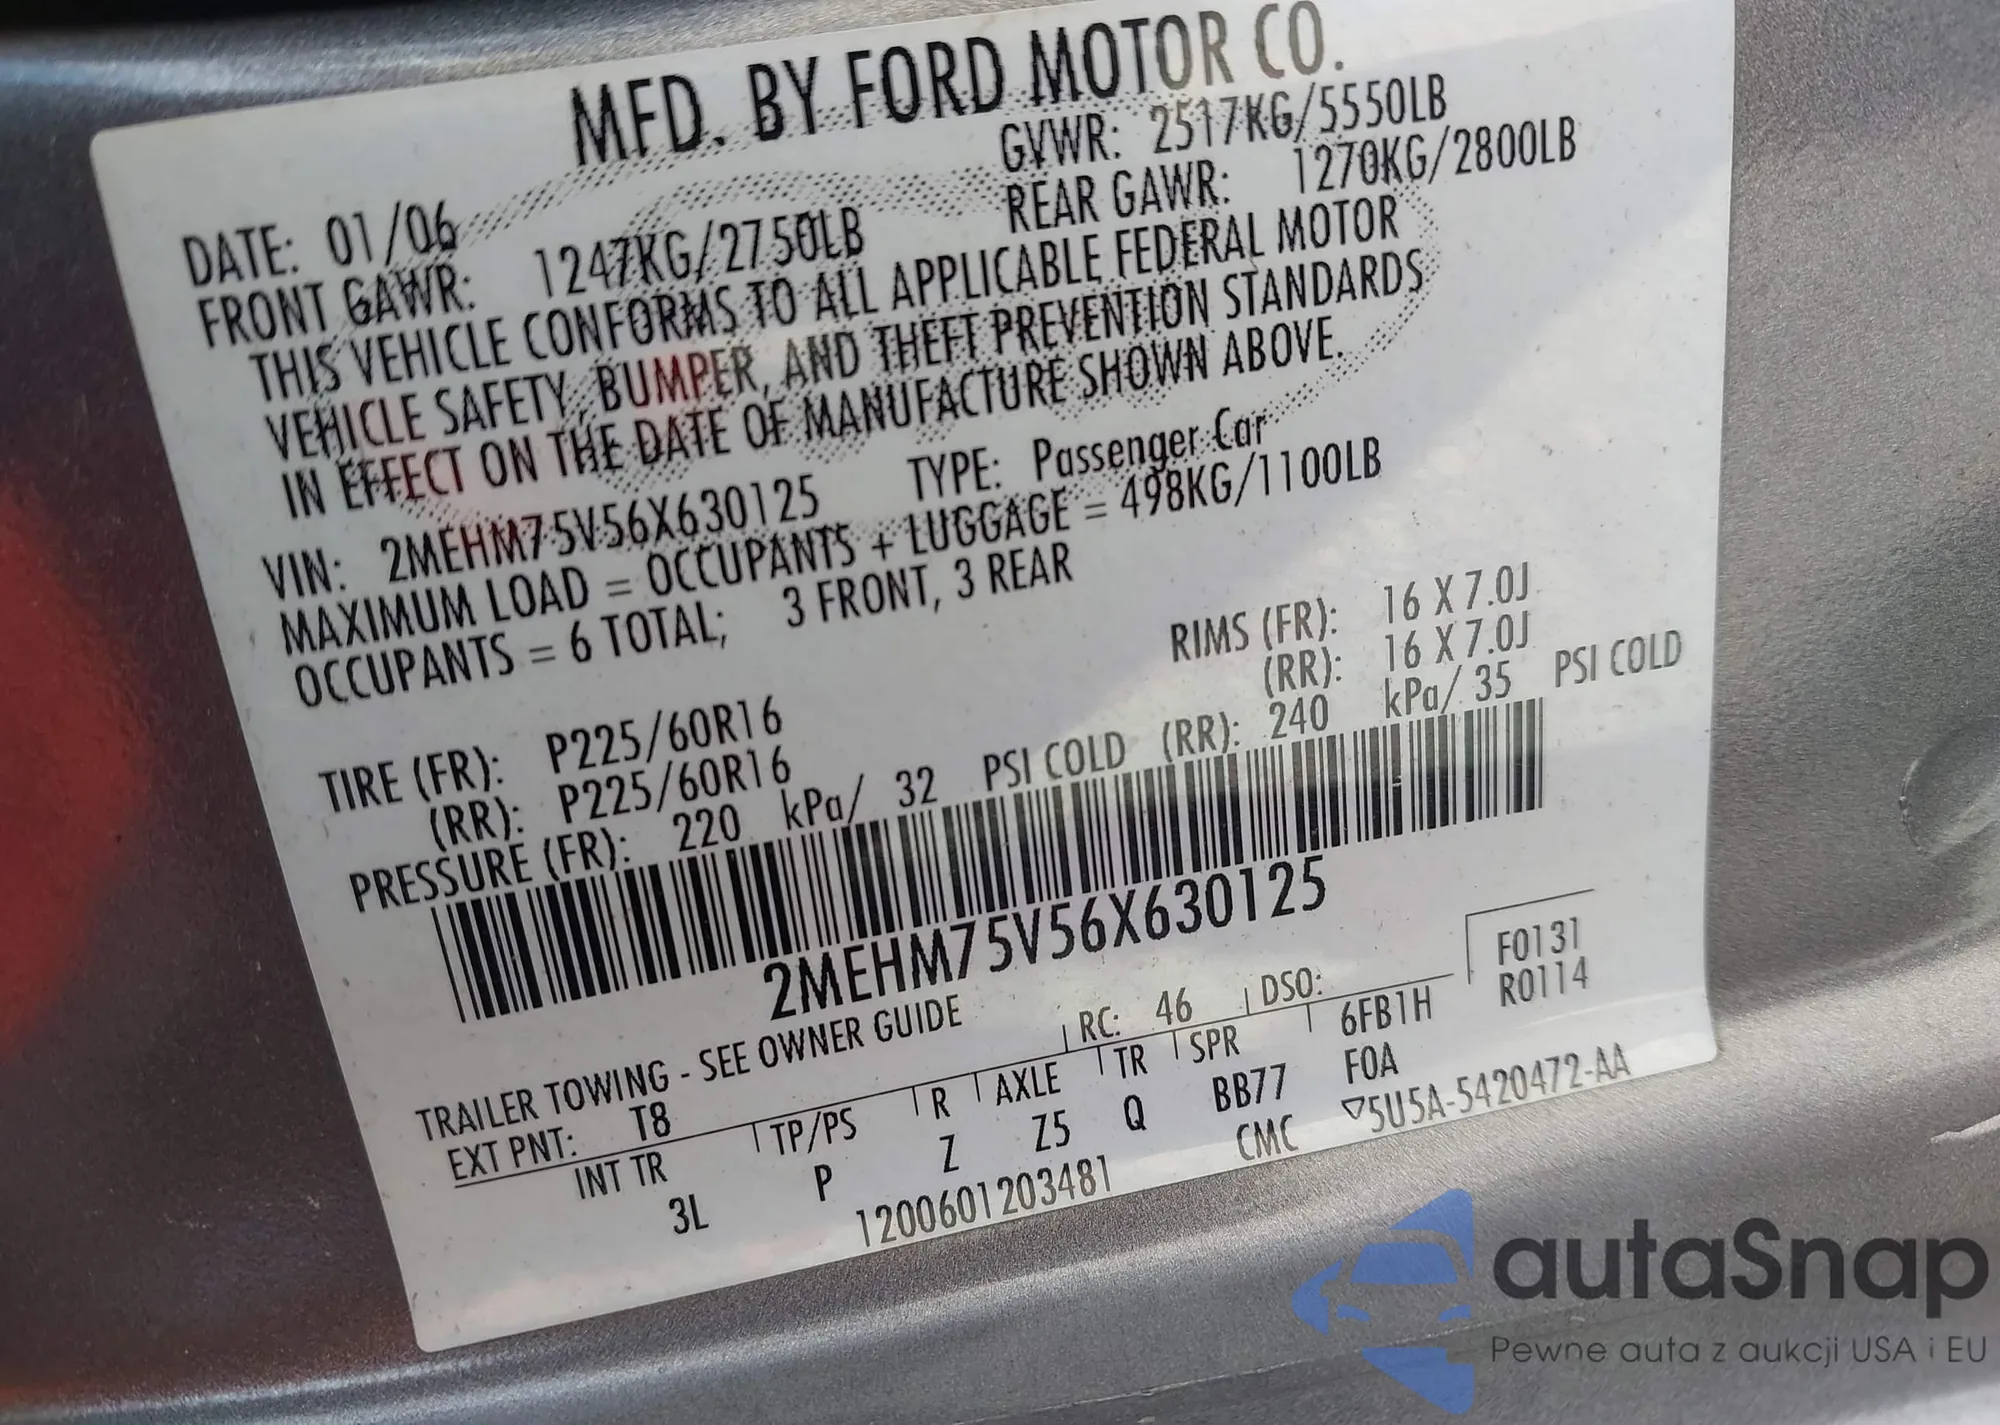 MFD. BY FORD MOTOR CO.
DATE: 01/06 GVWR: 2517KG/5550LB
FRONT GAWR: 1247KG/2750LB REAR GAWR: 1270KG/2800LB
THIS VEHICLE CONFORMS TO ALL APPLICABLE FEDERAL MOTOR
VEHICLE SAFETY, BUMPER, AND THEFT PREVENTION STANDARDS
IN EFFECT ON THE DATE OF MANUFACTURE SHOWN ABOVE.
VIN: 2MEHM75V56X630125 TYPE: Passenger Car
MAXIMUM LOAD = OCCUPANTS + LUGGAGE = 498KG/1100LB
OCCUPANTS = 6 TOTAL; 3 FRONT, 3 REAR
TIRE (FR): P225/60R16 RIMS (FR): 16 X 7.0J
(RR): P225/60R16 (RR): 16 X 7.0J
PRESSURE (FR): 220 kPa/ 32 PSI COLD (RR): 240 kPa/ 35 PSI COLD
2MEHM75V56X630125
TRAILER TOWING - SEE OWNER GUIDE
F0131
R0114
EXT PNT: T8 RC: 46 DSO:
INT TR TP/PS R AXLE TR SPR 6FB1H
3L P Z Z5 Q BB77 F0A
1200601203481 CMC ▽5U5A-5420472-AA
autaSnap
Pewne auta z aukcji USA i EU